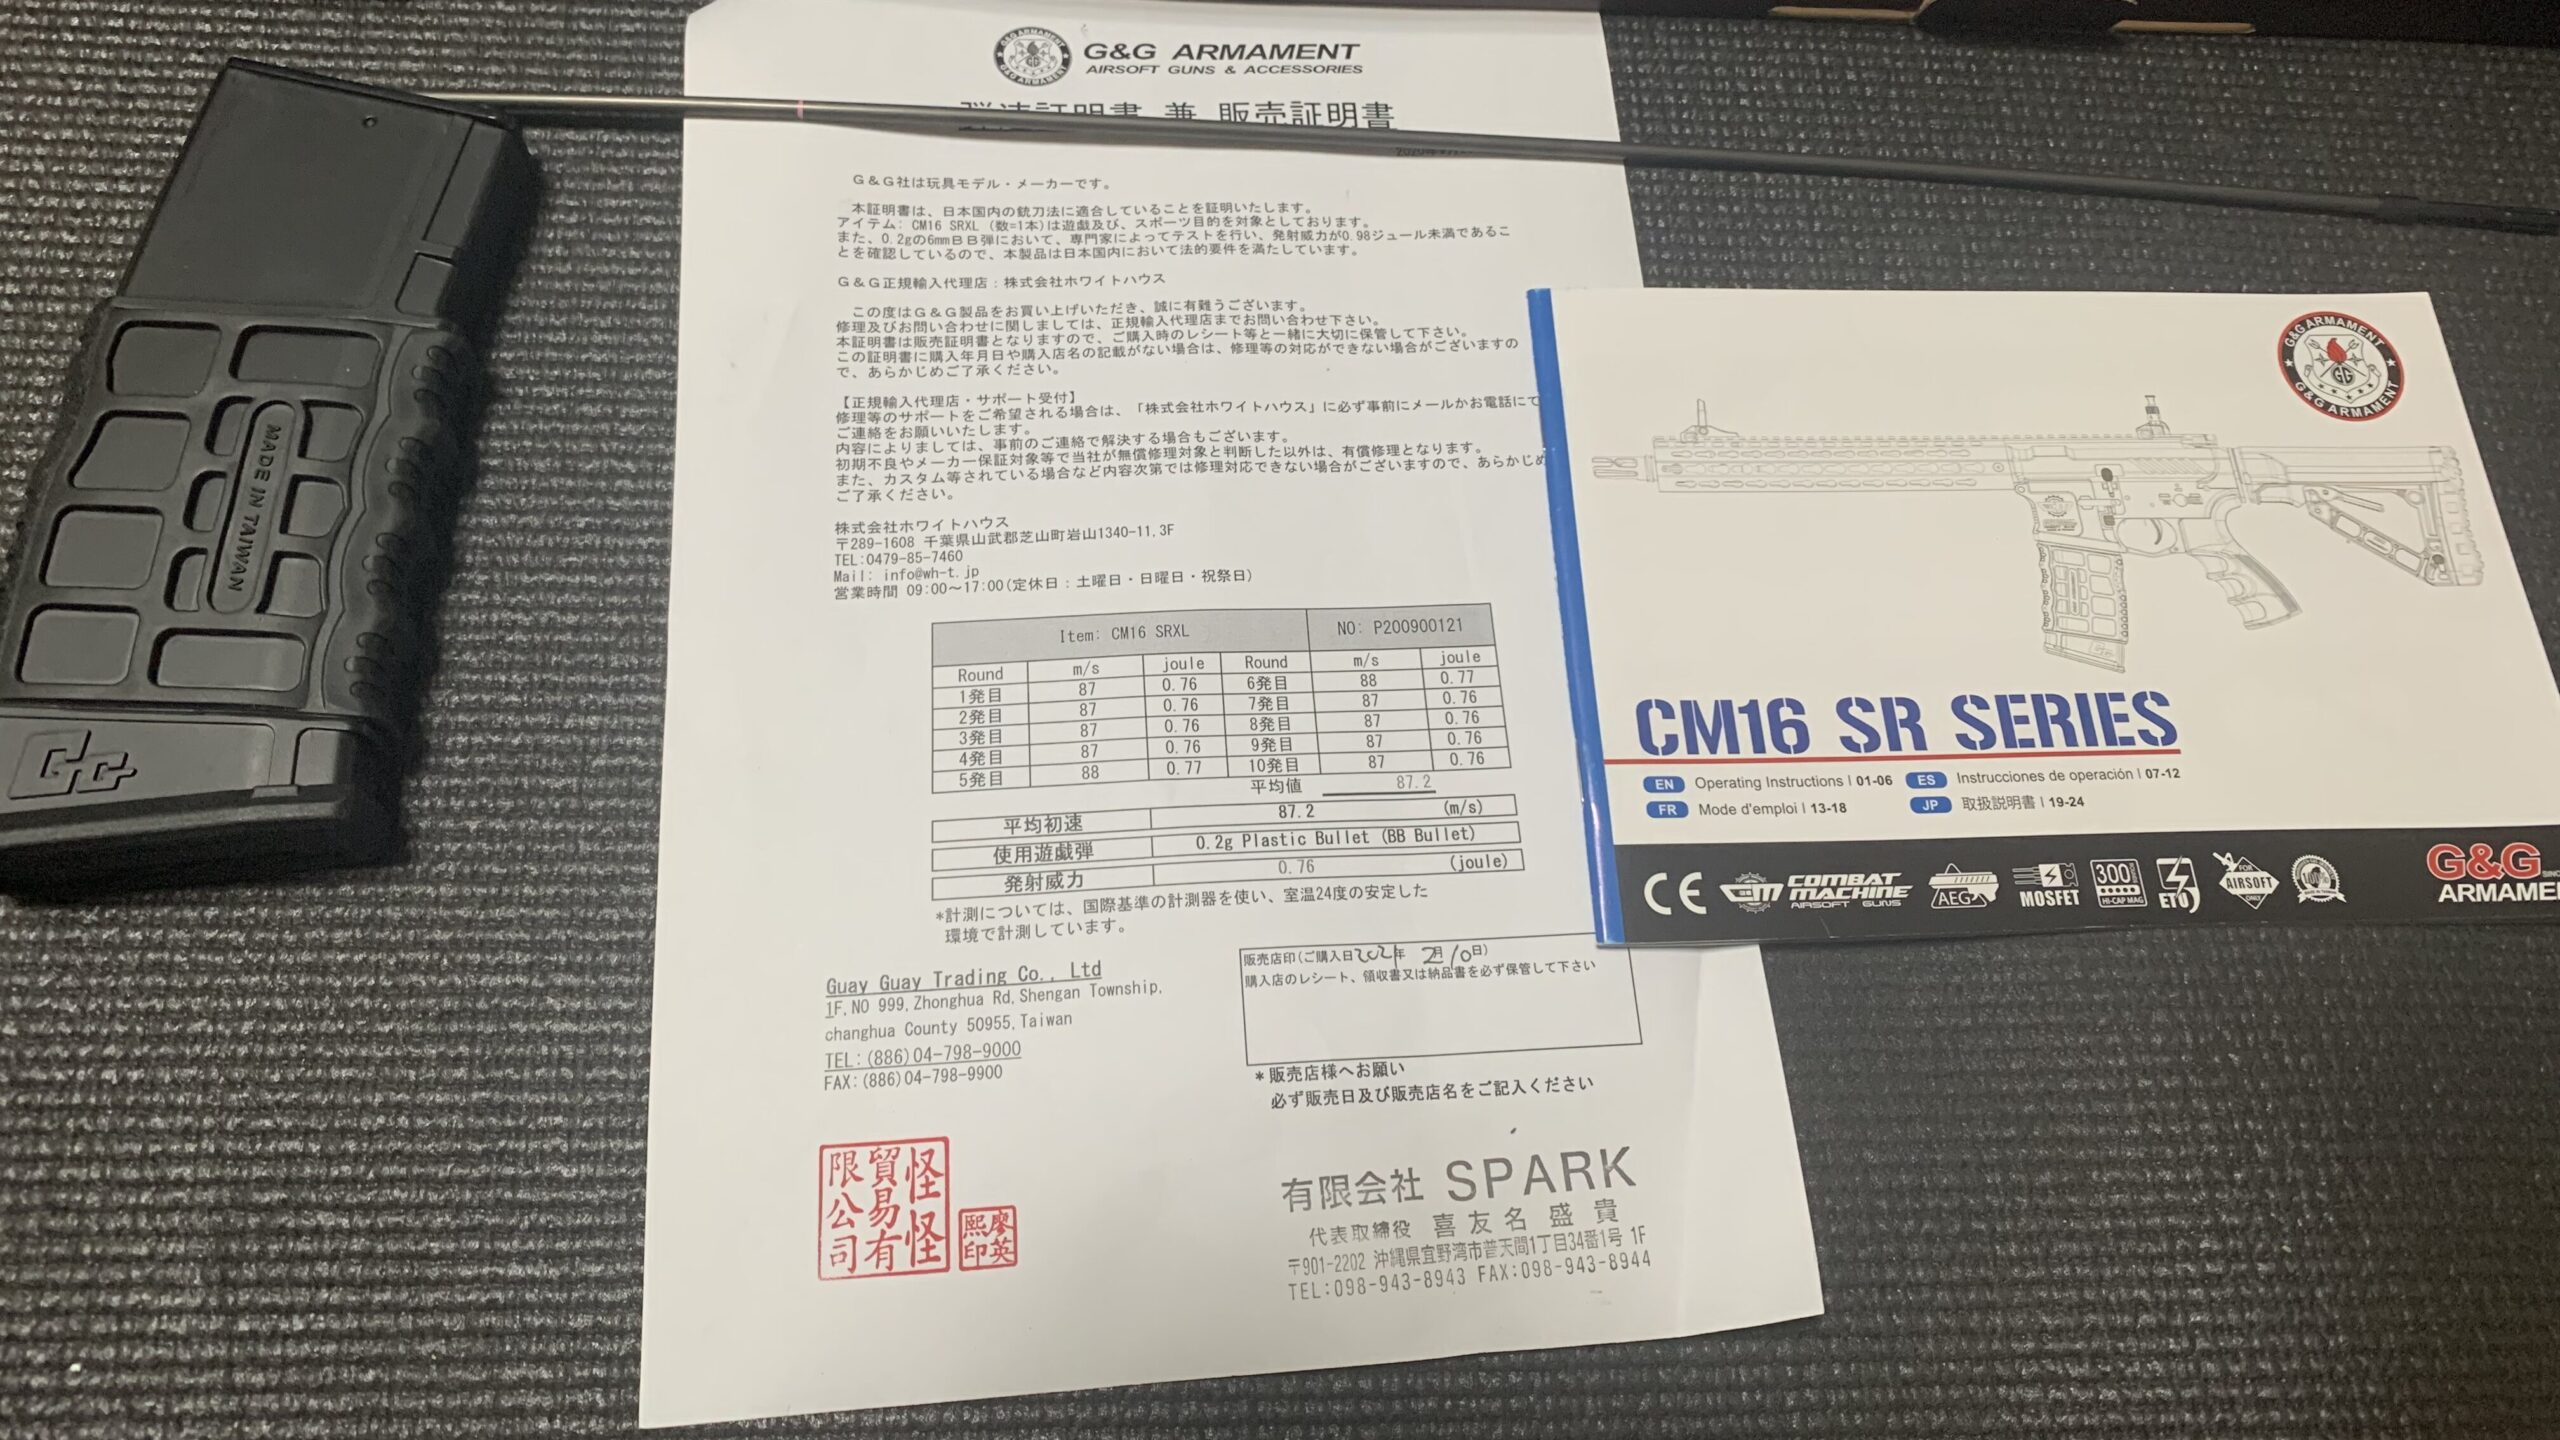 MADE IN TAIWAN
GG
G&G ARMAMENT
AIRSOFT GUNS & ACCESSORIES
弾速証明書 兼 販売証明書
G&G社は玩具モデル・メーカーです。
本証明書は、日本国内の銃刀法に適合していることを証明いたします。
アイテム: CM16 SRXL (数=1本)は遊戯及び、スポーツ目的を対象としております。
また、0.2gの6mmBB弾において、専門家によってテストを行い、発射威力が0.98ジュール未満であるこ
とを確認しているので、本製品は日本国内において法的要件を満たしています。
G&G正規輸入代理店：株式会社ホワイトハウス
この度はG&G製品をお買い上げいただき、誠に有難うございます。
修理及びお問い合わせに関しましては、正規輸入代理店までお問い合わせ下さい。
本証明書は販売証明書となりますので、ご購入時のレシート等と一緒に大切に保管して下さい。
この証明書に購入年月日や購入店名の記載がない場合は、修理等の対応ができない場合がございますの
で、あらかじめご了承ください。
【正規輸入代理店・サポート受付】
修理等のサポートをご希望される場合は、「株式会社ホワイトハウス」に必ず事前にメールかお電話にて
ご連絡をお願いいたします。
内容によりましては、事前のご連絡で解決する場合もございます。
初期不良やメーカー保証対象等で当社が無償修理対象と判断した以外は、有償修理となります。
また、カスタム等されている場合など内容次第では修理対応できない場合がございますので、あらかじめ
ご了承ください。
株式会社ホワイトハウス
〒289-1608 千葉県山武郡芝山町岩山1340-11,3F
TEL:0479-85-7460
Mail: info@wh-t.jp
営業時間 09:00～17:00(定休日：土曜日・日曜日・祝祭日)
Item: CM16 SRXL NO: P200900121
Round m/s joule Round m/s joule
1発目 87 0.76 6発目 88 0.77
2発目 87 0.76 7発目 87 0.76
3発目 87 0.76 8発目 87 0.76
4発目 87 0.76 9発目 87 0.76
5発目 88 0.77 10発目 87 0.76
平均値 87.2
平均初速 87.2 (m/s)
使用遊戯弾 0.2g Plastic Bullet (BB Bullet)
発射威力 0.76 (joule)
*計測については、国際基準の計測器を使い、室温24度の安定した
環境で計測しています。
Guay Guay Trading Co., Ltd
1F,NO 999,Zhonghua Rd,Shengan Township,
changhua County 50955,Taiwan
TEL:(886)04-798-9000
FAX:(886)04-798-9900
販売店印(ご購入日2021年 2月10日)
購入店のレシート、領収書又は納品書を必ず保管して下さい
*販売店様へお願い
必ず販売日及び販売店名をご記入ください
怪怪
貿易有
限公司
廖英
熙印
有限会社 SPARK
代表取締役 喜友名 盛貴
〒901-2202 沖縄県宜野湾市普天間1丁目34番1号 1F
TEL:098-943-8943 FAX:098-943-8944
G&G ARMAMENT
GG
G&G ARMAMENT
CM16 SR SERIES
EN Operating Instructions | 01-06 ES Instrucciones de operación | 07-12
FR Mode d'emploi | 13-18 JP 取扱説明書 | 19-24
CE
COMBAT
MACHINE
AIRSOFT GUNS
AEG
MOSFET
300
HI-CAP MAG
ETU
FOR
AIRSOFT
ONLY
G&G
ARMAME